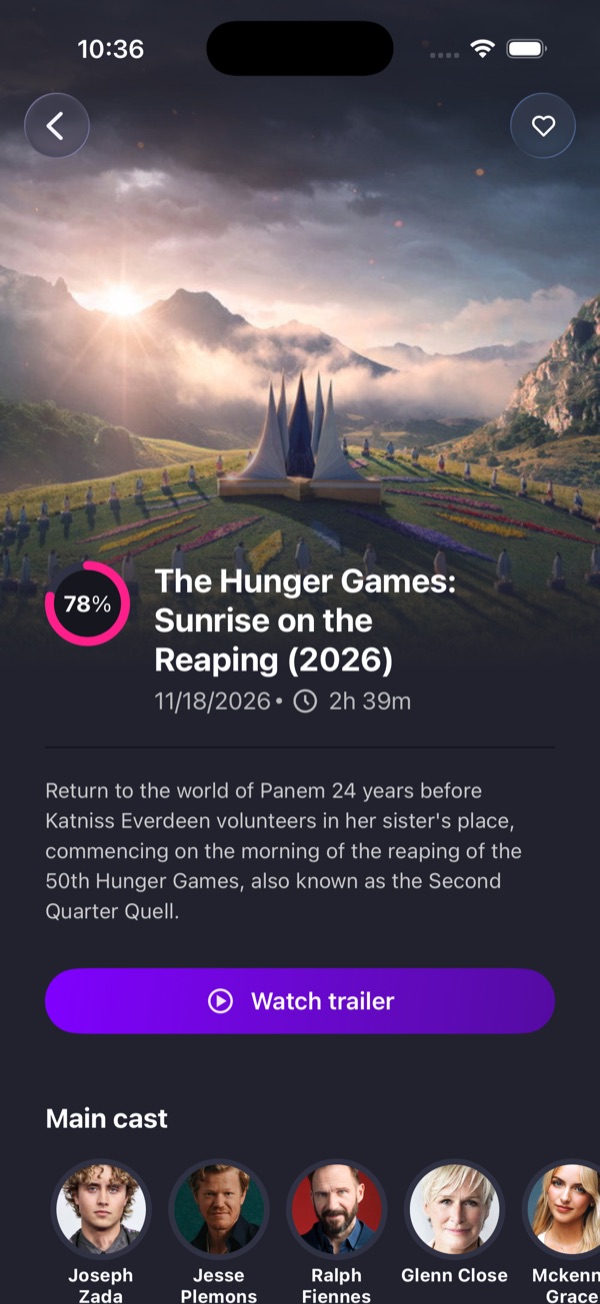 10:36
78%
The Hunger Games:
Sunrise on the
Reaping (2026)
11/18/2026 • 2h 39m
Return to the world of Panem 24 years before
Katniss Everdeen volunteers in her sister's place,
commencing on the morning of the reaping of the
50th Hunger Games, also known as the Second
Quarter Quell.
Watch trailer
Main cast
Joseph
Zada
Jesse
Plemons
Ralph
Fiennes
Glenn Close
Mckenn
Grace